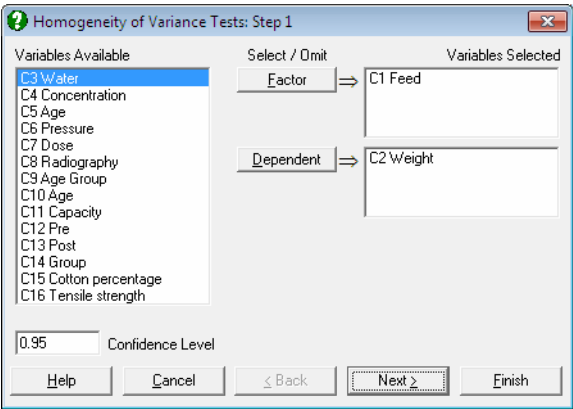 Homogeneity of Variance Tests: Step 1
Variables Available
Select / Omit
Variables Selected
C3 Water
C4 Concentration
C5 Age
C6 Pressure
C7 Dose
C8 Radiography
C9 Age Group
C10 Age
C11 Capacity
C12 Pre
C13 Post
C14 Group
C15 Cotton percentage
C16 Tensile strength
Factor
C1 Feed
Dependent
C2 Weight
0.95 Confidence Level
Help
Cancel
< Back
Next >
Finish